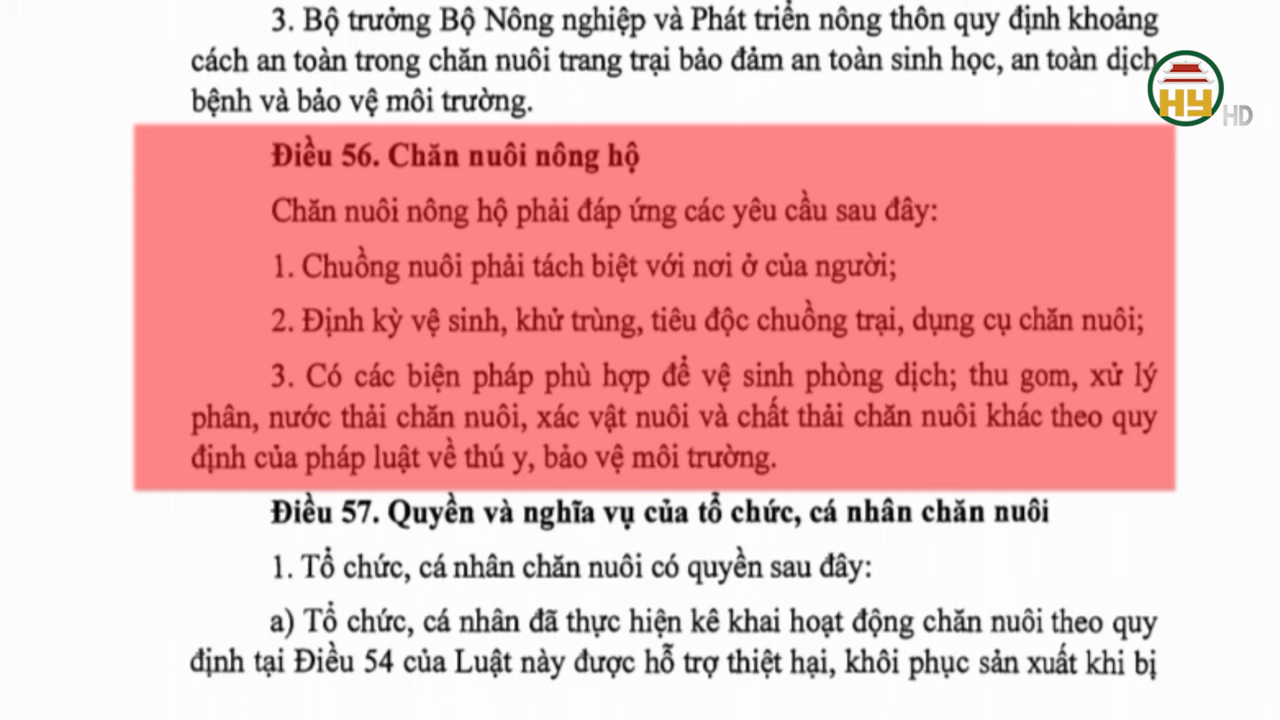 3. Bộ trưởng Bộ Nông nghiệp và Phát triển nông thôn quy định khoảng
cách an toàn trong chăn nuôi trang trại bảo đảm an toàn sinh học, an toàn dịch
bệnh và bảo vệ môi trường.
HY HD
Điều 56. Chăn nuôi nông hộ
Chăn nuôi nông hộ phải đáp ứng các yêu cầu sau đây:
1. Chuồng nuôi phải tách biệt với nơi ở của người;
2. Định kỳ vệ sinh, khử trùng, tiêu độc chuồng trại, dụng cụ chăn nuôi;
3. Có các biện pháp phù hợp để vệ sinh phòng dịch; thu gom, xử lý
phân, nước thải chăn nuôi, xác vật nuôi và chất thải chăn nuôi khác theo quy
định của pháp luật về thú y, bảo vệ môi trường.
Điều 57. Quyền và nghĩa vụ của tổ chức, cá nhân chăn nuôi
1. Tổ chức, cá nhân chăn nuôi có quyền sau đây:
a) Tổ chức, cá nhân đã thực hiện kê khai hoạt động chăn nuôi theo quy
định tại Điều 54 của Luật này được hỗ trợ thiệt hại, khôi phục sản xuất khi bị